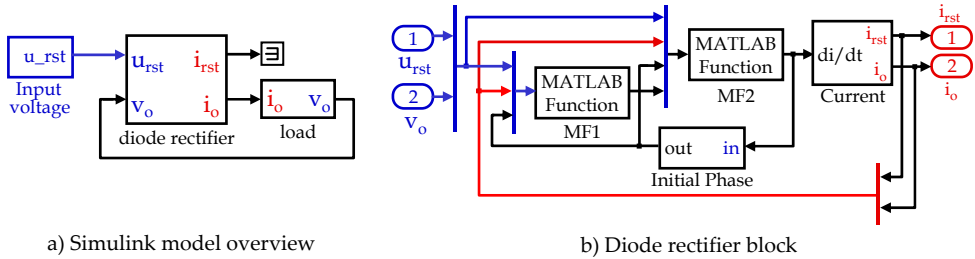 u_rst
Input
voltage
u_rst
v_o
i_rst
i_o
diode rectifier
i_o
v_o
load
a) Simulink model overview
1
u_rst
2
v_o
MATLAB
Function
MF1
MATLAB
Function
MF2
out
in
Initial Phase
di/dt
i_rst
i_o
Current
i_rst
1
2
i_o
b) Diode rectifier block